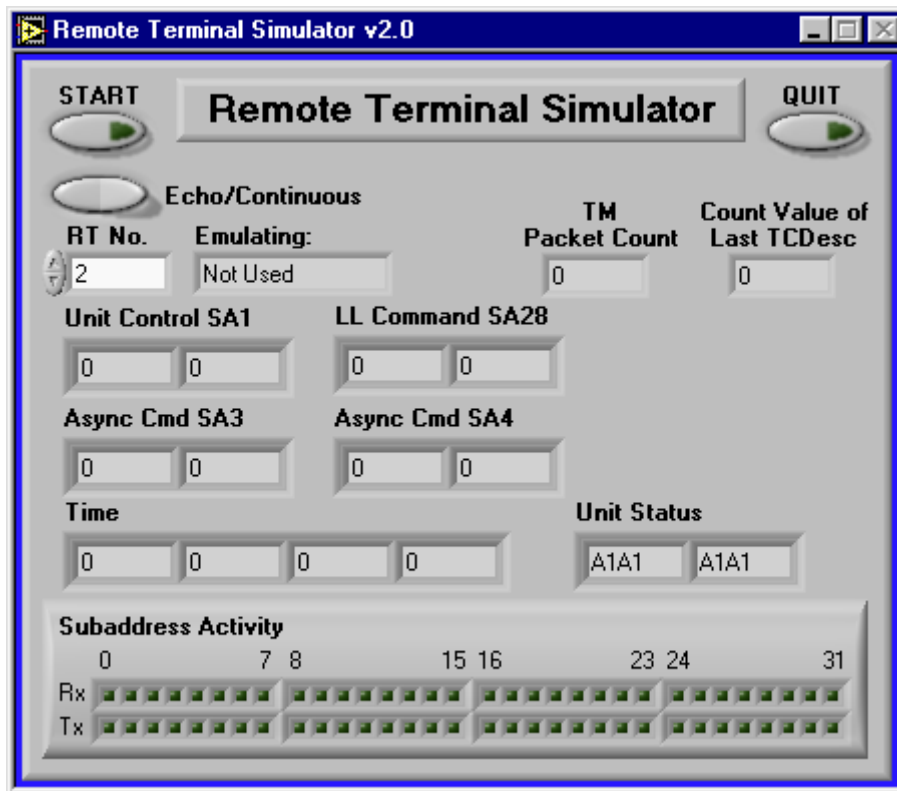 Remote Terminal Simulator v2.0
START
Remote Terminal Simulator
QUIT
Echo/Continuous
RT No.
2
Emulating:
Not Used
TM
Packet Count
0
Count Value of
Last TCDesc
0
Unit Control SA1
0 0
LL Command SA28
0 0
Async Cmd SA3
0 0
Async Cmd SA4
0 0
Time
0 0 0 0
Unit Status
A1A1 A1A1
Subaddress Activity
0 7 8 15 16 23 24 31
Rx
Tx